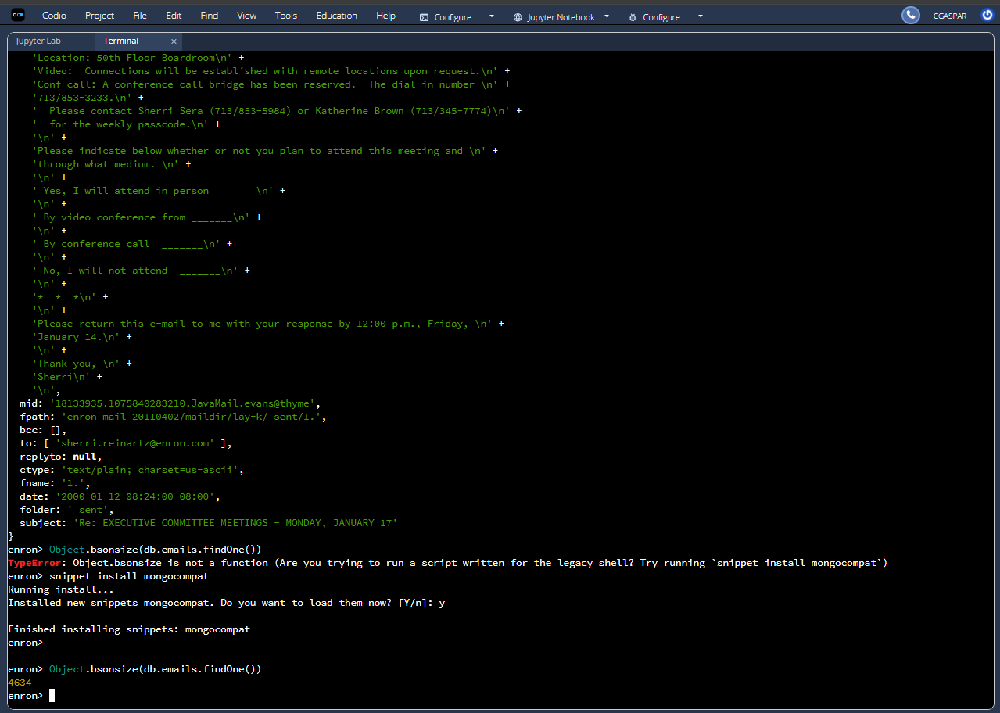 Codio Project File Edit Find View Tools Education Help Configure.... Jupyter Notebook Configure.... CGASPAR
Jupyter Lab Terminal ×
'Location: 50th Floor Boardroom\n' +
'Video:  Connections will be established with remote locations upon request.\n' +
'Conf call: A conference call bridge has been reserved.  The dial in number \n' +
'713/853-3233.\n' +
'  Please contact Sherri Sera (713/853-5984) or Katherine Brown (713/345-7774)\n' +
'  for the weekly passcode.\n' +
'\n' +
'Please indicate below whether or not you plan to attend this meeting and \n' +
'through what medium. \n' +
'\n' +
' Yes, I will attend in person _______\n' +
'\n' +
' By video conference from _______\n' +
'\n' +
' By conference call  _______\n' +
'\n' +
' No, I will not attend  _______\n' +
'\n' +
'*  *  *\n' +
'\n' +
'Please return this e-mail to me with your response by 12:00 p.m., Friday, \n' +
'January 14.\n' +
'\n' +
'Thank you, \n' +
'Sherri\n' +
'\n',
mid: '18133935.1075840283210.JavaMail.evans@thyme',
fpath: 'enron_mail_20110402/maildir/lay-k/_sent/1.',
bcc: [],
to: [ 'sherri.reinartz@enron.com' ],
replyto: null,
ctype: 'text/plain; charset=us-ascii',
fname: '1.',
date: '2000-01-12 08:24:00-08:00',
folder: '_sent',
subject: 'Re: EXECUTIVE COMMITTEE MEETINGS - MONDAY, JANUARY 17'
}
enron> Object.bsonsize(db.emails.findOne())
TypeError: Object.bsonsize is not a function (Are you trying to run a script written for the legacy shell? Try running `snippet install mongocompat`)
enron> snippet install mongocompat
Running install...
Installed new snippets mongocompat. Do you want to load them now? [Y/n]: y
Finished installing snippets: mongocompat
enron>
enron> Object.bsonsize(db.emails.findOne())
4634
enron>